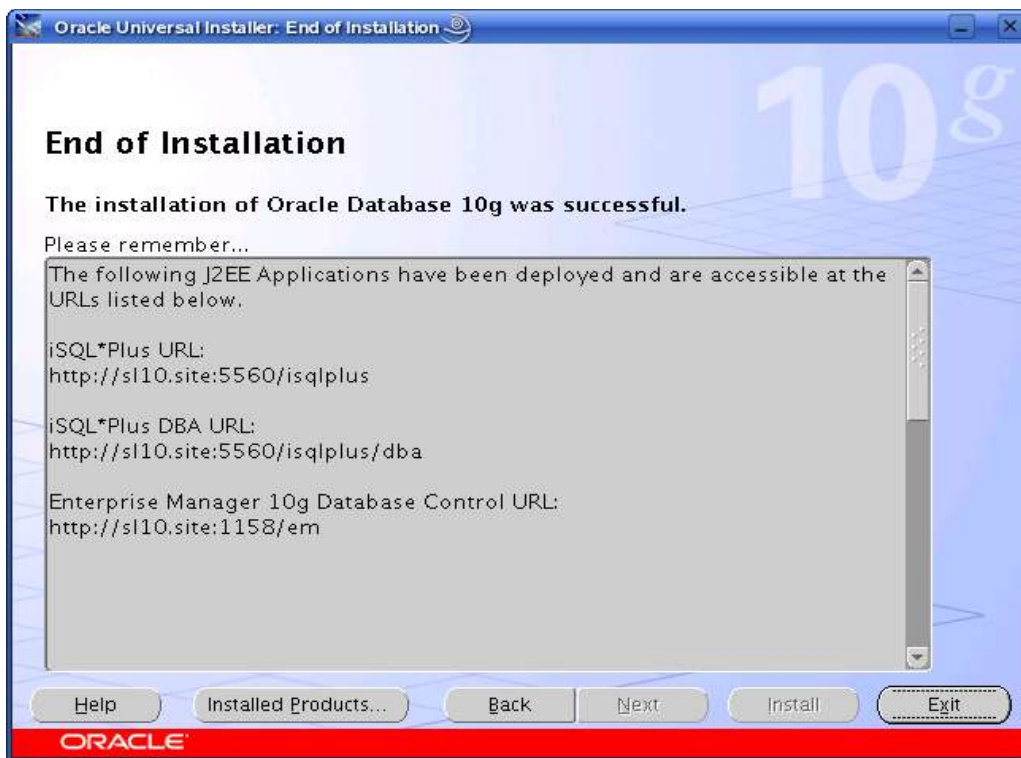 Oracle Universal Installer: End of Installation
10g
End of Installation
The installation of Oracle Database 10g was successful.
Please remember...
The following J2EE Applications have been deployed and are accessible at the
URLs listed below.
iSQL*Plus URL:
http://sl10.site:5560/isqlplus
iSQL*Plus DBA URL:
http://sl10.site:5560/isqlplus/dba
Enterprise Manager 10g Database Control URL:
http://sl10.site:1158/em
Help Installed Products... Back Next Install Exit
ORACLE